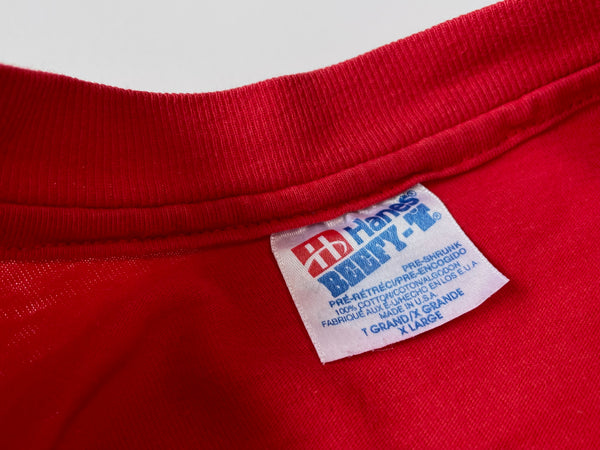 Hanes®
BEEFY-T®
PRE-SHRUNK
PRÉ-RÉTRÉCI/PRE-ENCOGIDO
100% COTTON/COTON/ALGODON
FABRIQUÉ AUX E.U/HECHO EN LOS E.U.A
MADE IN U.S.A.
T GRAND/X GRANDE
X LARGE